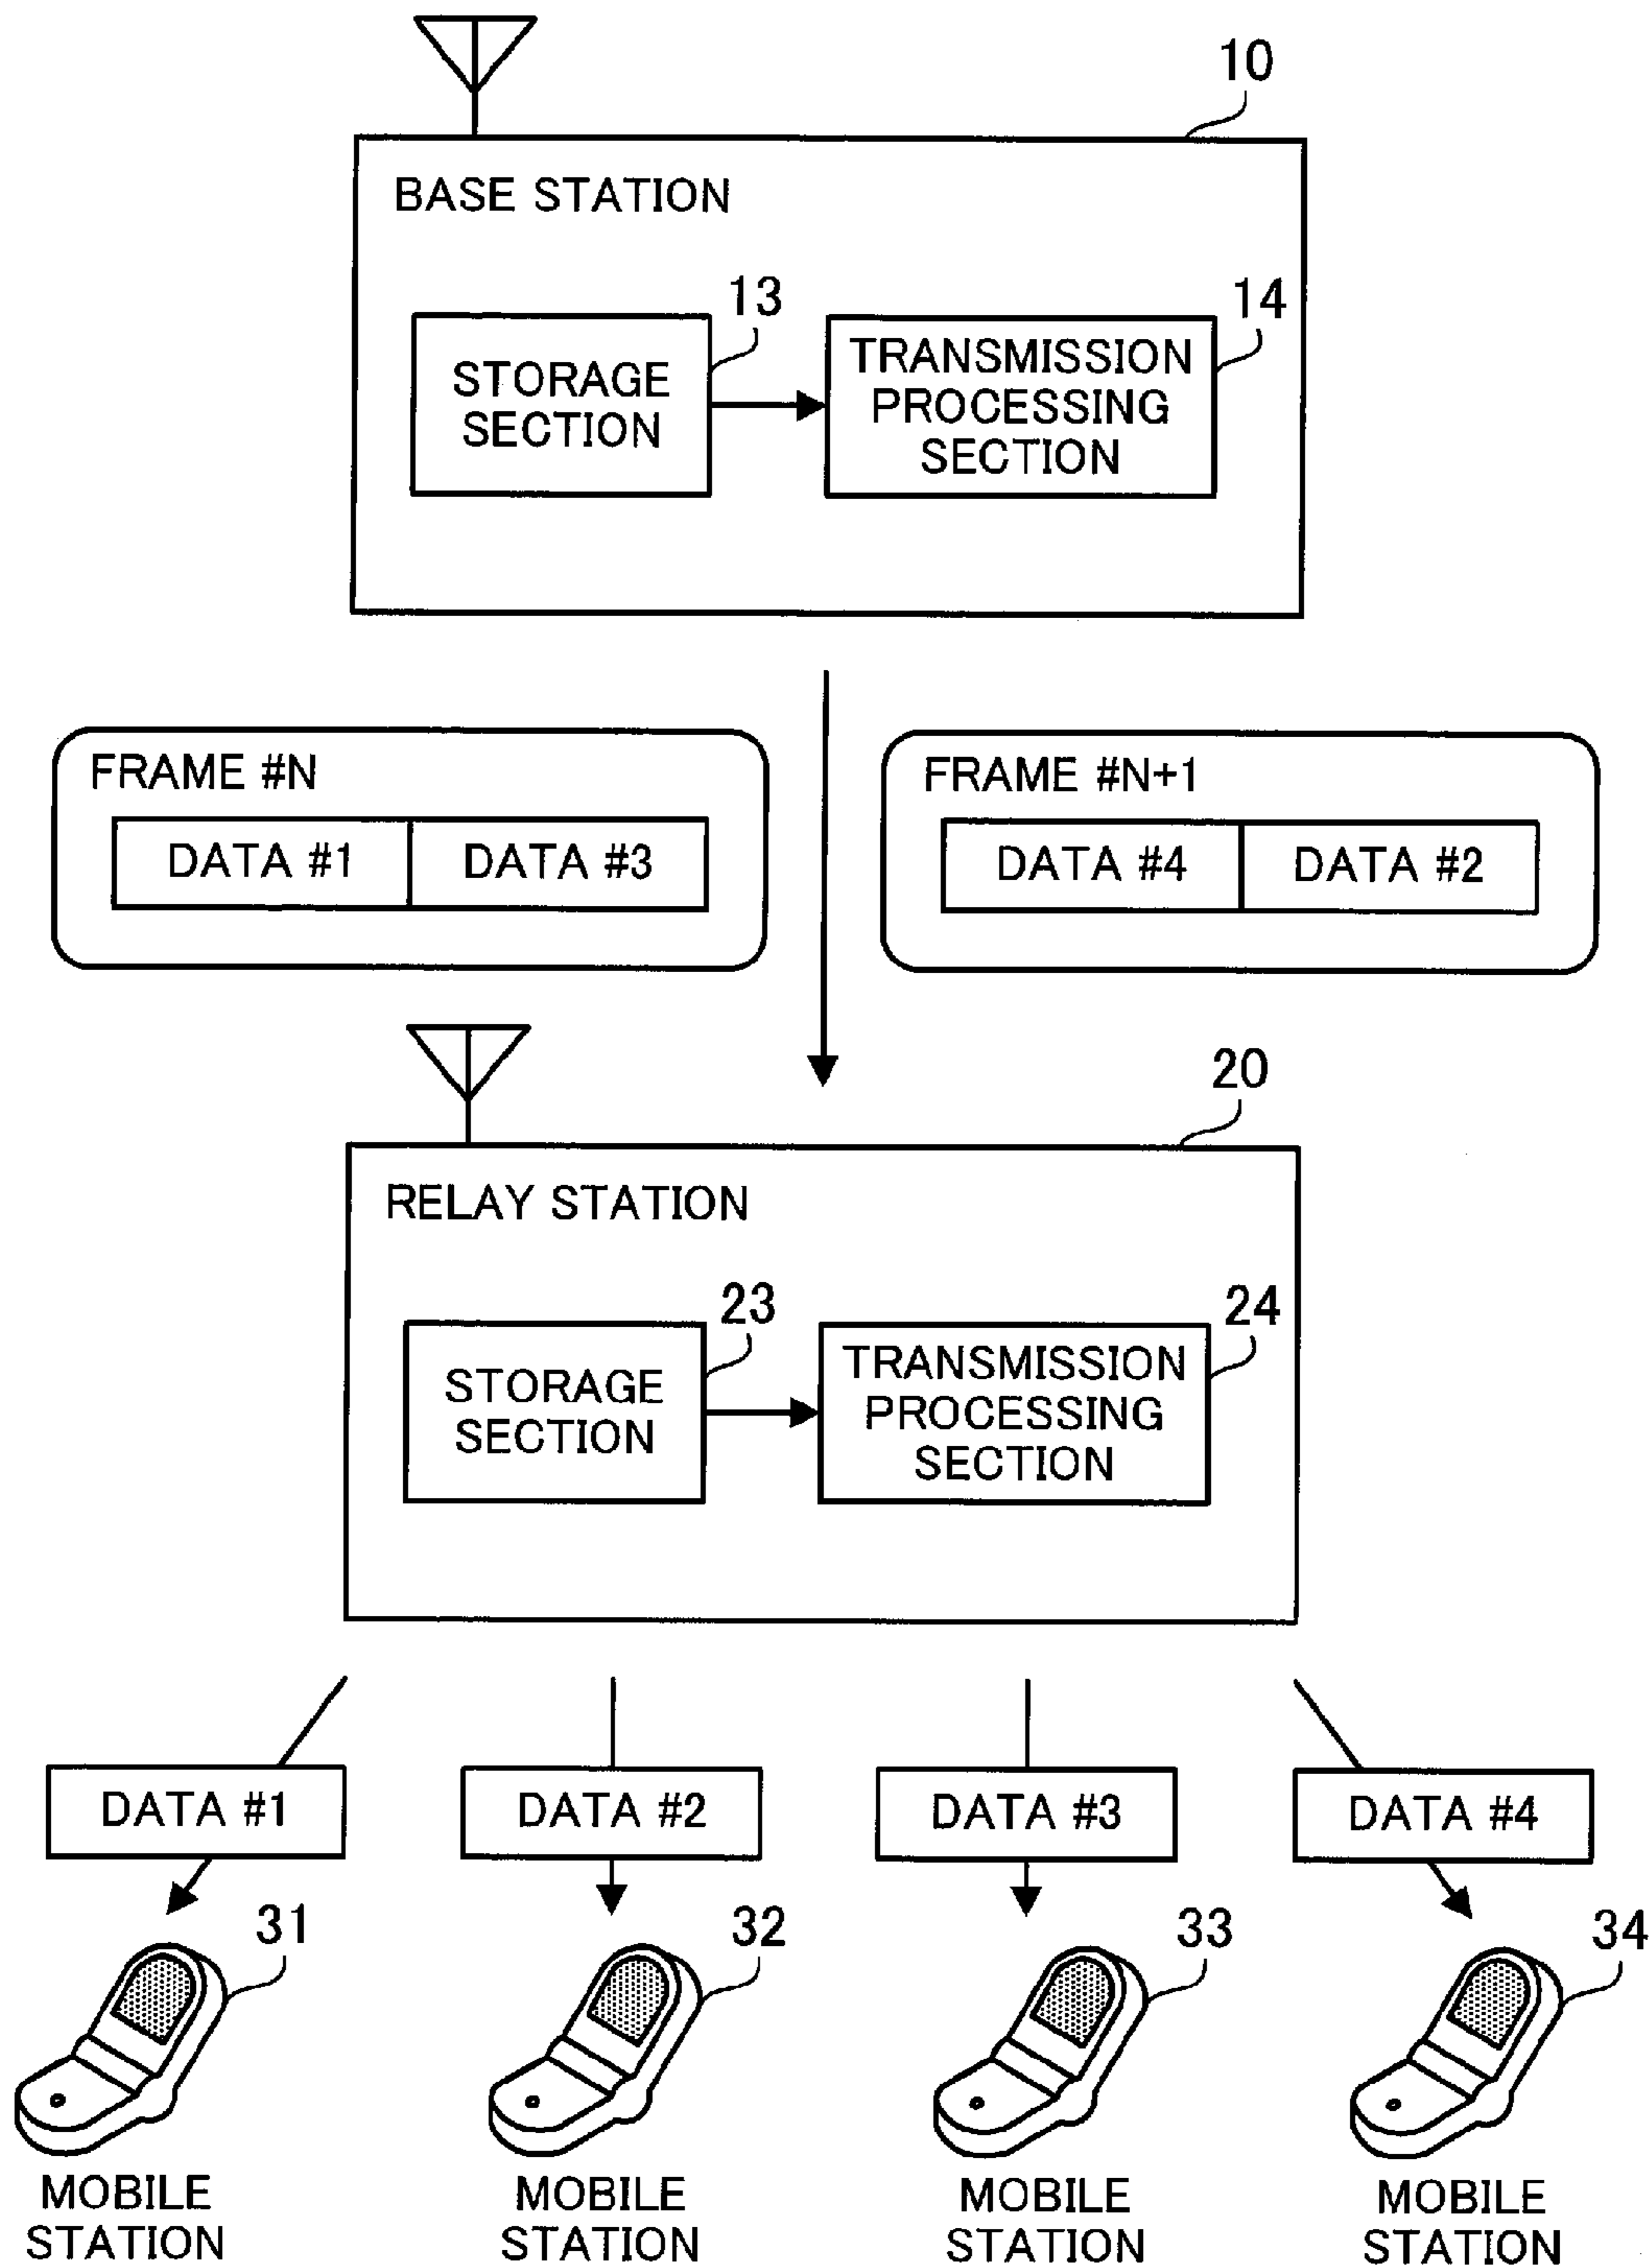 10
BASE STATION
13
14
STORAGE
SECTION
TRANSMISSION
PROCESSING
SECTION
FRAME #N
DATA #1
DATA #3
FRAME #N+1
DATA #4
DATA #2
20
RELAY STATION
23
24
STORAGE
SECTION
TRANSMISSION
PROCESSING
SECTION
DATA #1
DATA #2
DATA #3
DATA #4
31
32
33
34
MOBILE
STATION
MOBILE
STATION
MOBILE
STATION
MOBILE
STATION